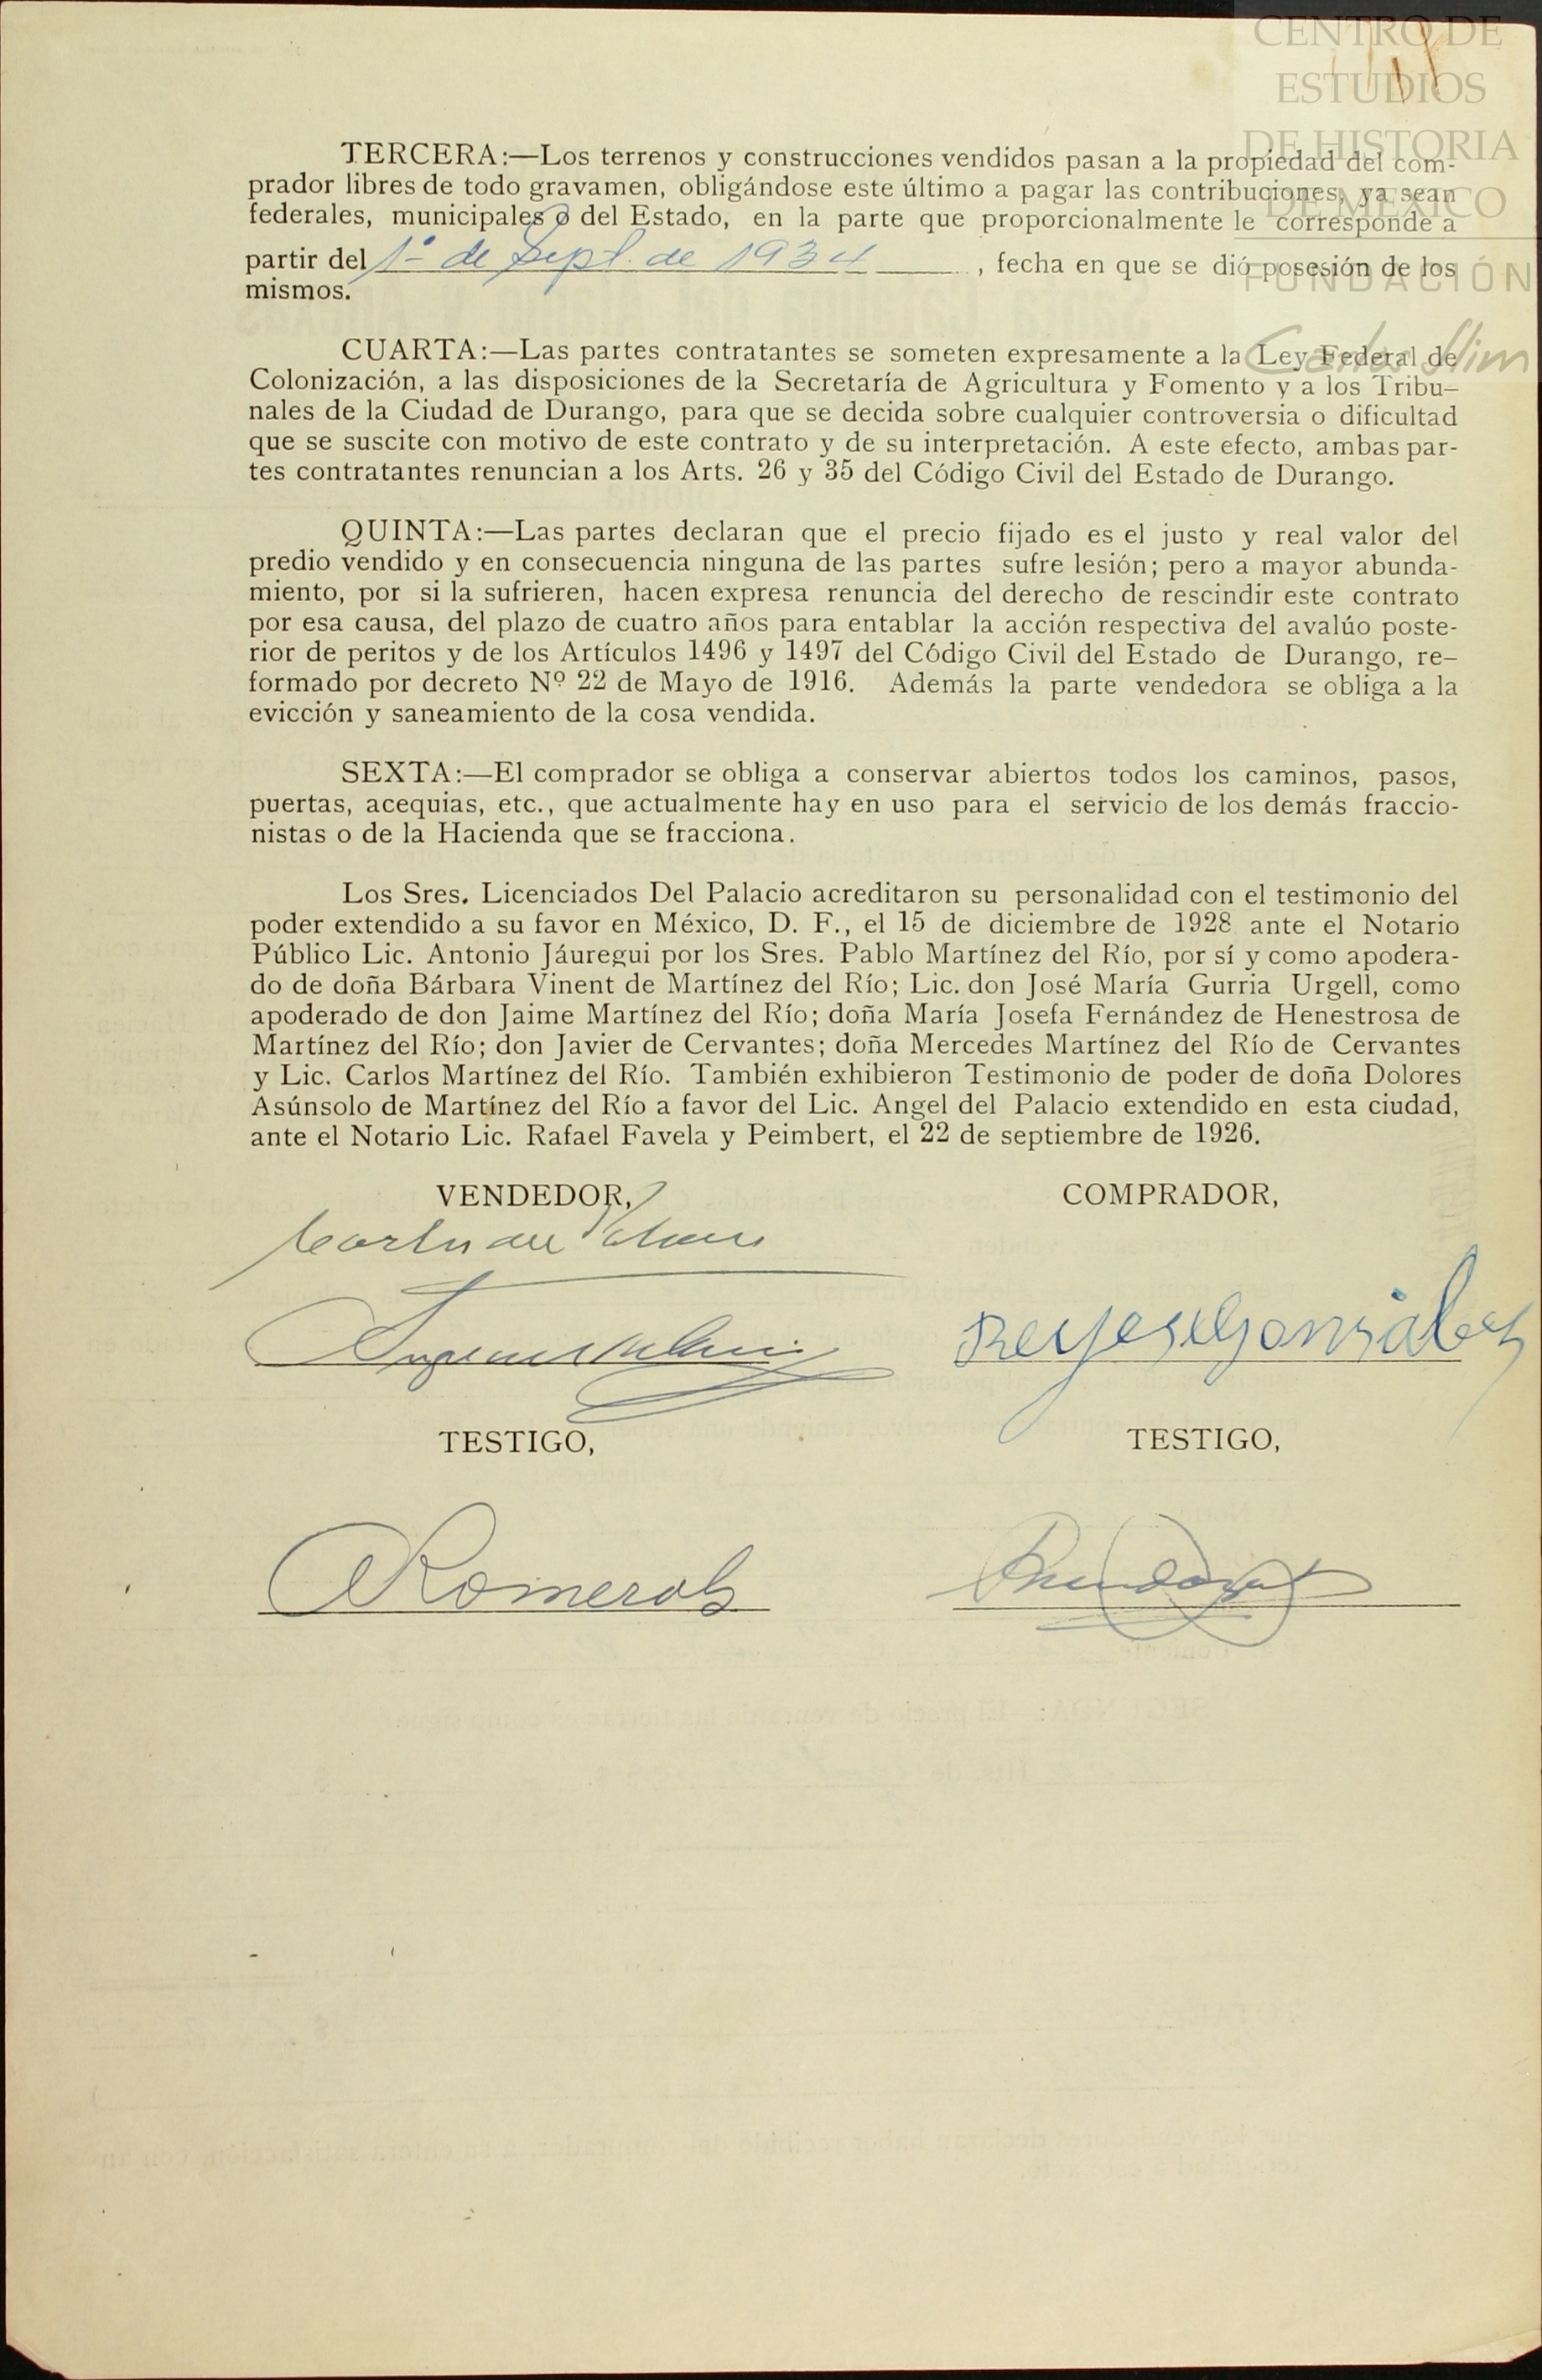 CENTRO DE
ESTUDIOS
DE HISTORIA
DE MÉXICO
FUNDACIÓN
Carlos Slim
TERCERA:—Los terrenos y construcciones vendidos pasan a la propiedad del com-
prador libres de todo gravamen, obligándose este último a pagar las contribuciones, ya sean
federales, municipales o del Estado, en la parte que proporcionalmente le corresponde a
partir del 1º de Sept. de 1934, fecha en que se dió posesión de los
mismos.
CUARTA:—Las partes contratantes se someten expresamente a la Ley Federal de
Colonización, a las disposiciones de la Secretaría de Agricultura y Fomento y a los Tribu-
nales de la Ciudad de Durango, para que se decida sobre cualquier controversia o dificultad
que se suscite con motivo de este contrato y de su interpretación. A este efecto, ambas par-
tes contratantes renuncian a los Arts. 26 y 35 del Código Civil del Estado de Durango.
QUINTA:—Las partes declaran que el precio fijado es el justo y real valor del
predio vendido y en consecuencia ninguna de las partes sufre lesión; pero a mayor abunda-
miento, por si la sufrieren, hacen expresa renuncia del derecho de rescindir este contrato
por esa causa, del plazo de cuatro años para entablar la acción respectiva del avalúo poste-
rior de peritos y de los Artículos 1496 y 1497 del Código Civil del Estado de Durango, re-
formado por decreto Nº 22 de Mayo de 1916. Además la parte vendedora se obliga a la
evicción y saneamiento de la cosa vendida.
SEXTA:—El comprador se obliga a conservar abiertos todos los caminos, pasos,
puertas, acequias, etc., que actualmente hay en uso para el servicio de los demás fraccio-
nistas o de la Hacienda que se fracciona.
Los Sres. Licenciados Del Palacio acreditaron su personalidad con el testimonio del
poder extendido a su favor en México, D. F., el 15 de diciembre de 1928 ante el Notario
Público Lic. Antonio Jáuregui por los Sres. Pablo Martínez del Río, por sí y como apodera-
do de doña Bárbara Vinent de Martínez del Río; Lic. don José María Gurria Urgell, como
apoderado de don Jaime Martínez del Río; doña María Josefa Fernández de Henestrosa de
Martínez del Río; don Javier de Cervantes; doña Mercedes Martínez del Río de Cervantes
y Lic. Carlos Martínez del Río. También exhibieron Testimonio de poder de doña Dolores
Asúnsolo de Martínez del Río a favor del Lic. Angel del Palacio extendido en esta ciudad,
ante el Notario Lic. Rafael Favela y Peimbert, el 22 de septiembre de 1926.
VENDEDOR,
COMPRADOR,
TESTIGO,
TESTIGO,